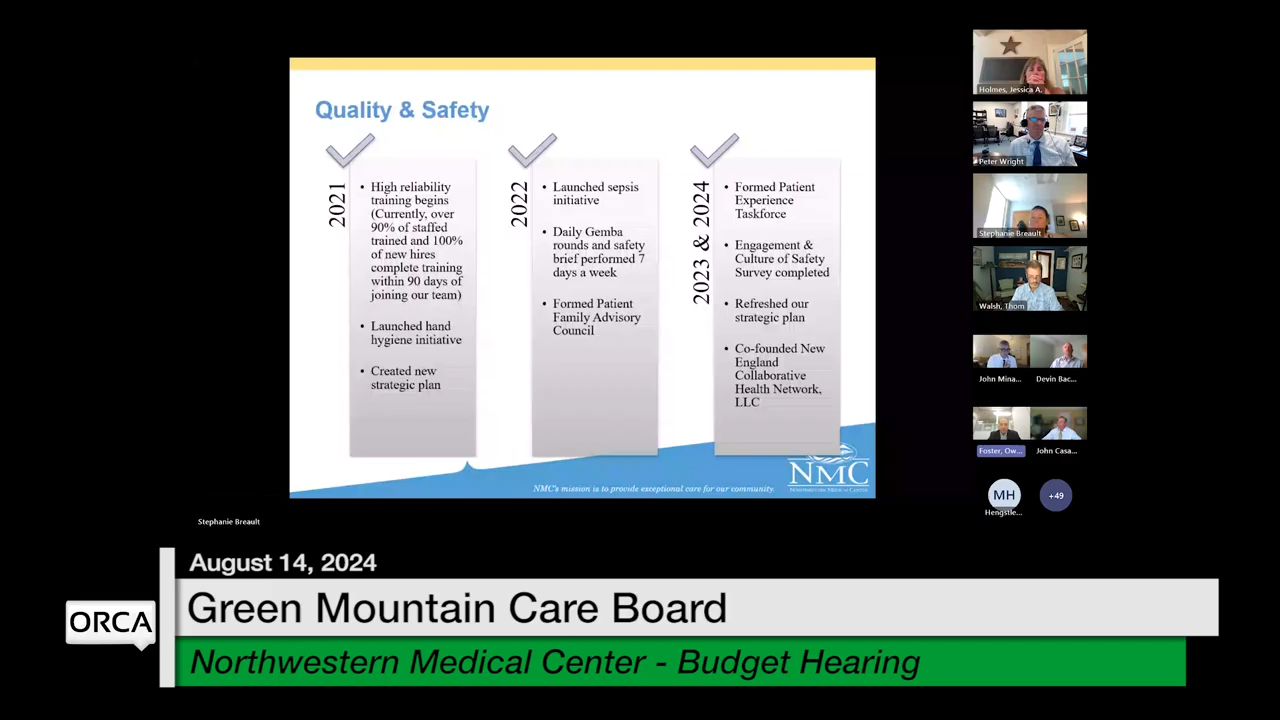 Quality & Safety
2021
• High reliability
training begins
(Currently, over
90% of staffed
trained and 100%
of new hires
complete training
within 90 days of
joining our team)
• Launched hand
hygiene initiative
• Created new
strategic plan
2022
• Launched sepsis
initiative
• Daily Gemba
rounds and safety
brief performed 7
days a week
• Formed Patient
Family Advisory
Council
2023 & 2024
• Formed Patient
Experience
Taskforce
• Engagement &
Culture of Safety
Survey completed
• Refreshed our
strategic plan
• Co-founded New
England
Collaborative
Health Network,
LLC
NMC's mission is to provide exceptional care for our community.
NMC
NORTHWESTERN MEDICAL CENTER
Holmes, Jessica A.
Peter Wright
Stephanie Breault
Walsh, Thom
John Mina...
Devin Bac...
Foster, Ow...
John Casa...
MH
+49
Hengstle...
Stephanie Breault
August 14, 2024
ORCA
Green Mountain Care Board
Northwestern Medical Center - Budget Hearing